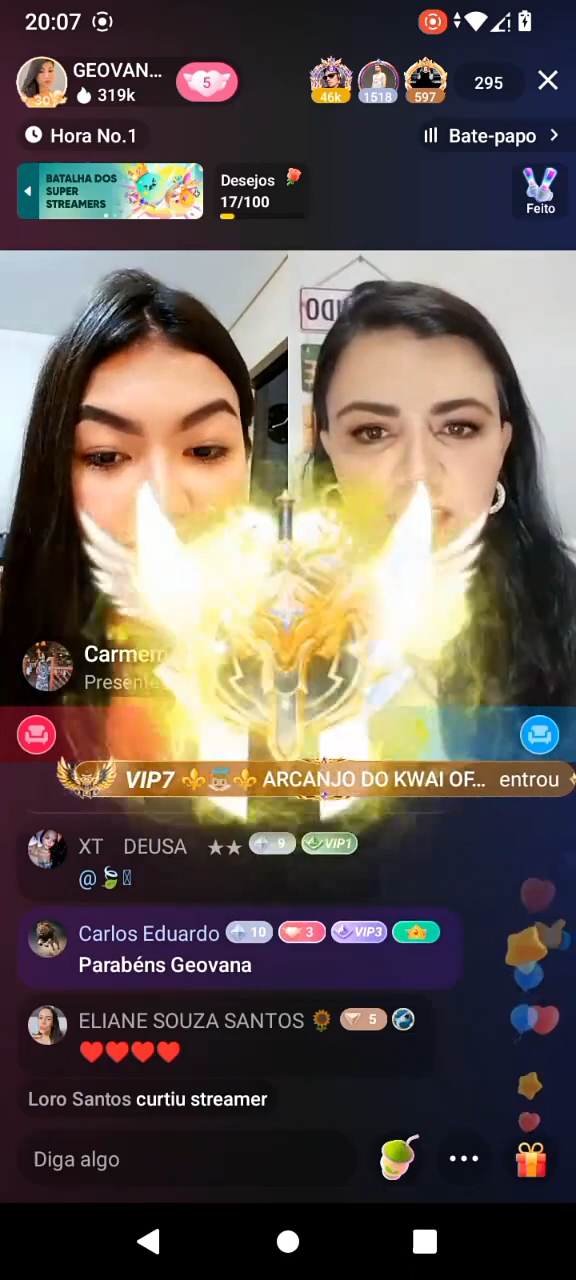 20:07
GEOVAN...
319k
5
30
46k
1518
597
295
Hora No.1
Bate-papo
BATALHA DOS
SUPER
STREAMERS
Desejos
17/100
Feito
Carmem
Presente
VIP7 ⚜️ ⚜️ ARCANJO DO KWAI OF... entrou
XT DEUSA ★★ 9 VIP1
@🍃
Carlos Eduardo 10 3 VIP3
Parabéns Geovana
ELIANE SOUZA SANTOS 🌻 5
❤️❤️❤️❤️
Loro Santos curtiu streamer
Diga algo